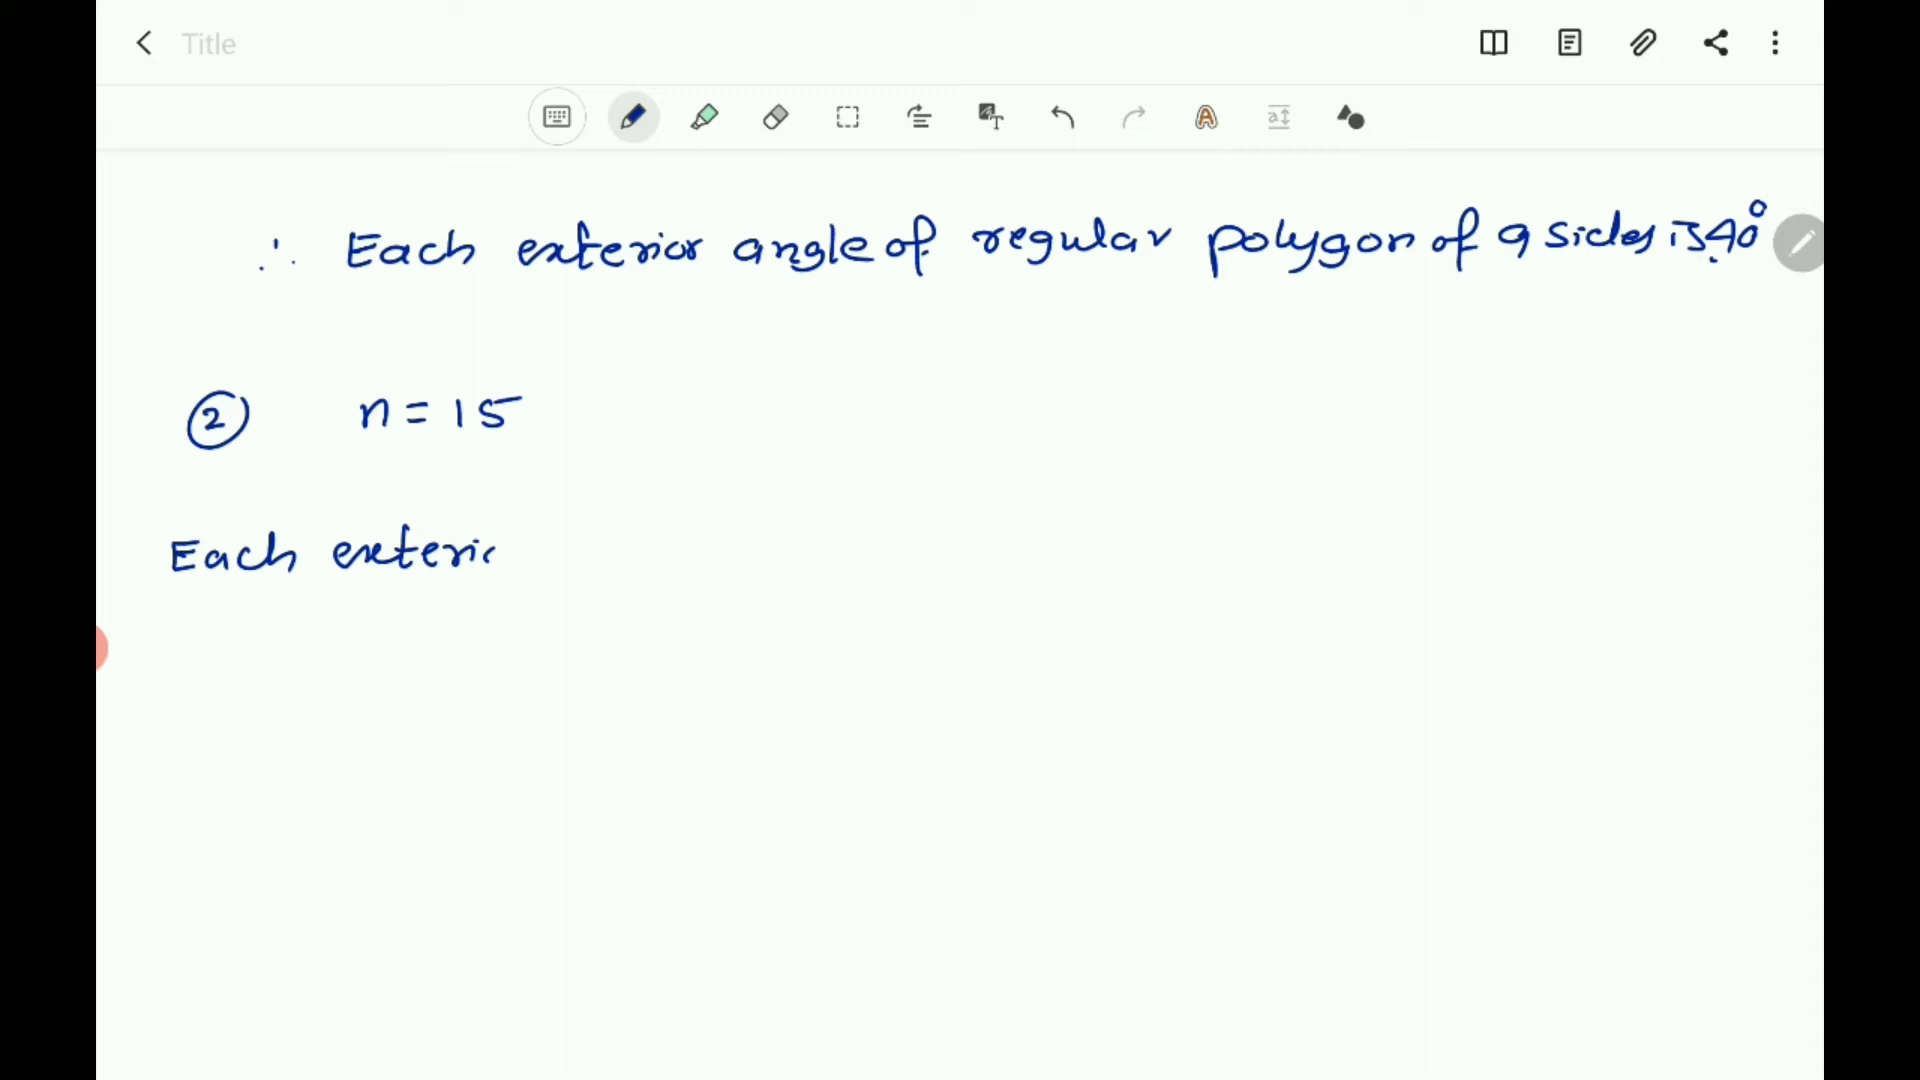 Title
∴ Each exterior angle of regular polygon of 9 sides is 40°
② n = 15
Each exteric